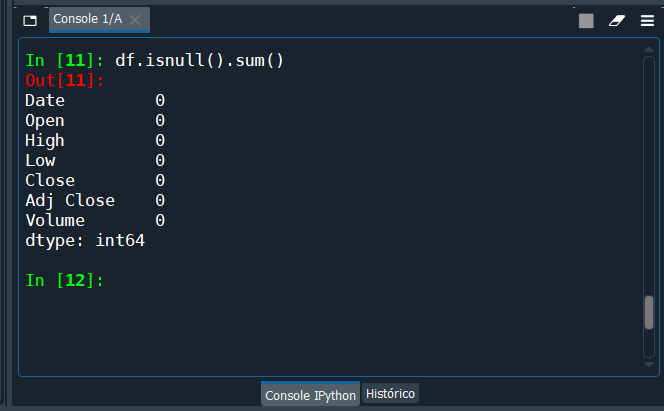 Console 1/A
In [11]: df.isnull().sum()
Out[11]:
Date 0
Open 0
High 0
Low 0
Close 0
Adj Close 0
Volume 0
dtype: int64
In [12]:
Console IPython Histórico